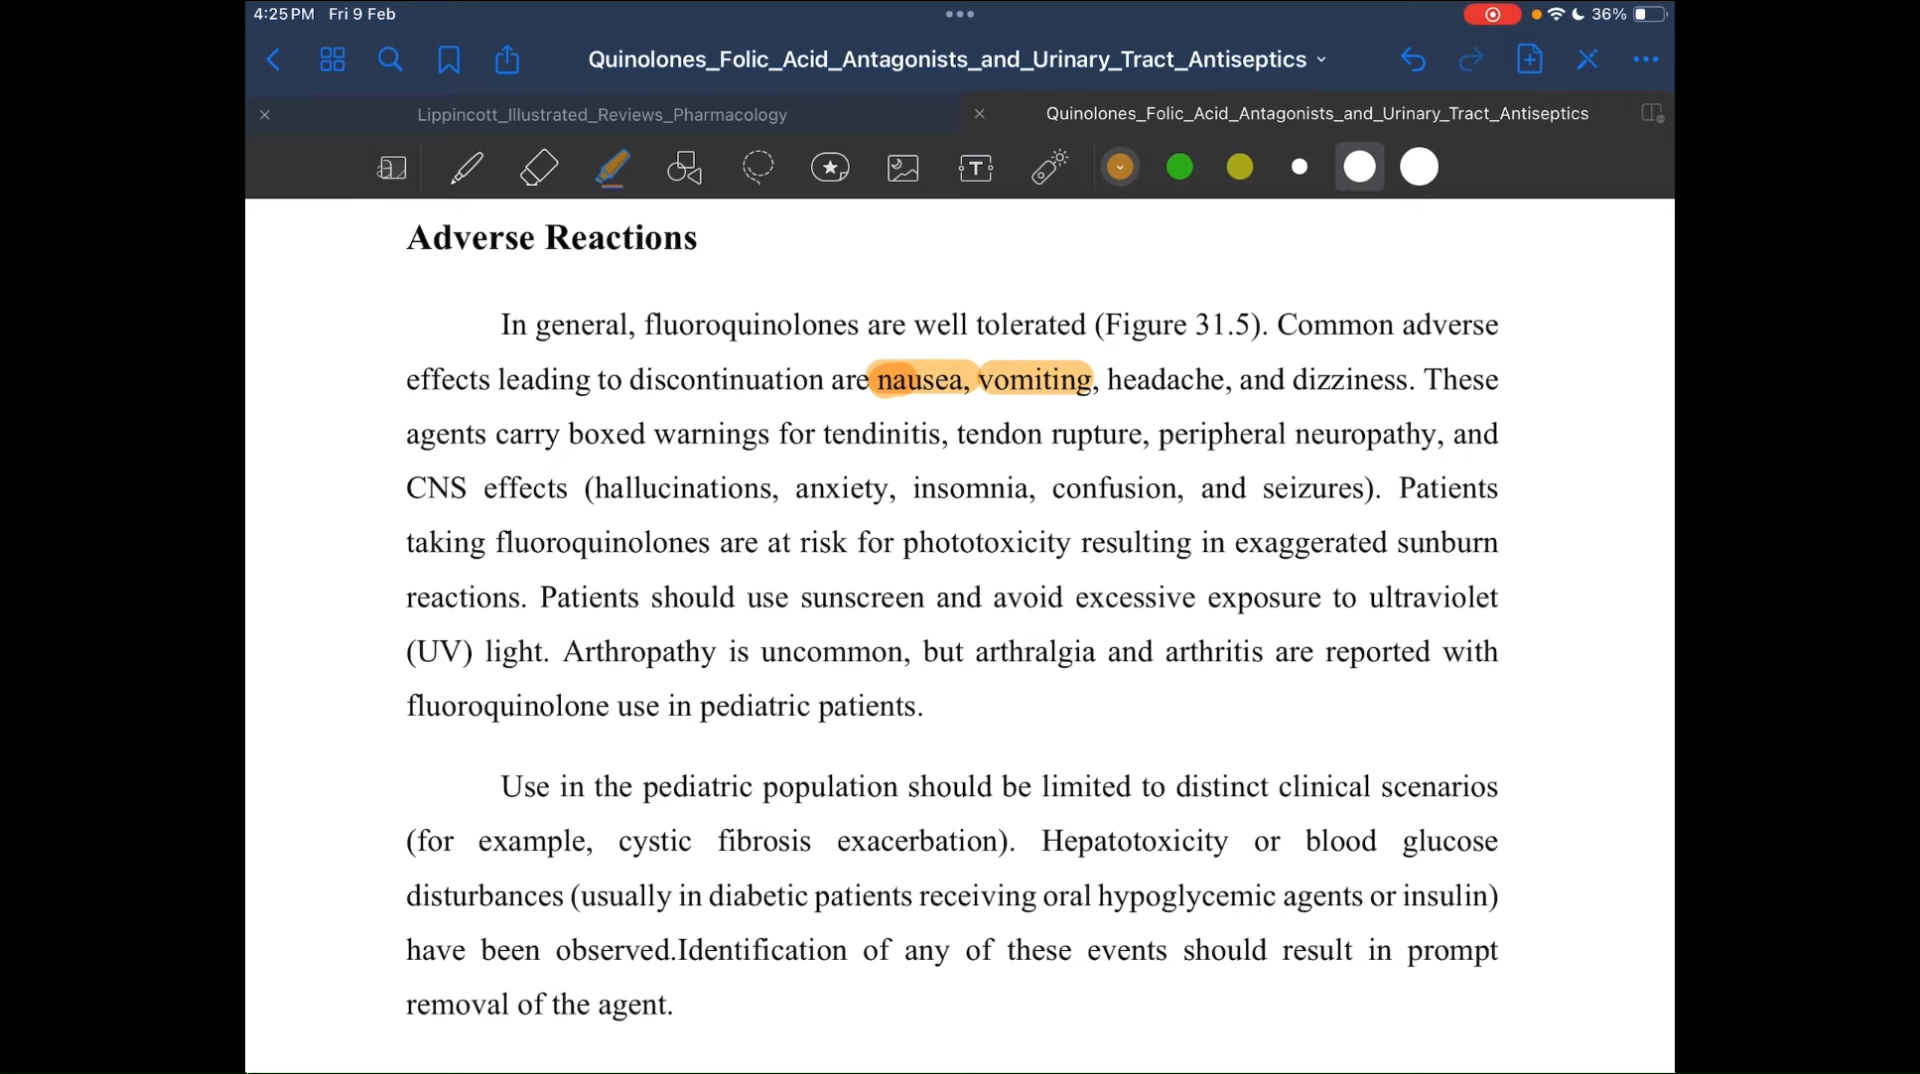 4:25 PM Fri 9 Feb
36%
Quinolones_Folic_Acid_Antagonists_and_Urinary_Tract_Antiseptics
Lippincott_Illustrated_Reviews_Pharmacology
Quinolones_Folic_Acid_Antagonists_and_Urinary_Tract_Antiseptics
Adverse Reactions
In general, fluoroquinolones are well tolerated (Figure 31.5). Common adverse
effects leading to discontinuation are nausea, vomiting, headache, and dizziness. These
agents carry boxed warnings for tendinitis, tendon rupture, peripheral neuropathy, and
CNS effects (hallucinations, anxiety, insomnia, confusion, and seizures). Patients
taking fluoroquinolones are at risk for phototoxicity resulting in exaggerated sunburn
reactions. Patients should use sunscreen and avoid excessive exposure to ultraviolet
(UV) light. Arthropathy is uncommon, but arthralgia and arthritis are reported with
fluoroquinolone use in pediatric patients.
Use in the pediatric population should be limited to distinct clinical scenarios
(for example, cystic fibrosis exacerbation). Hepatotoxicity or blood glucose
disturbances (usually in diabetic patients receiving oral hypoglycemic agents or insulin)
have been observed.Identification of any of these events should result in prompt
removal of the agent.